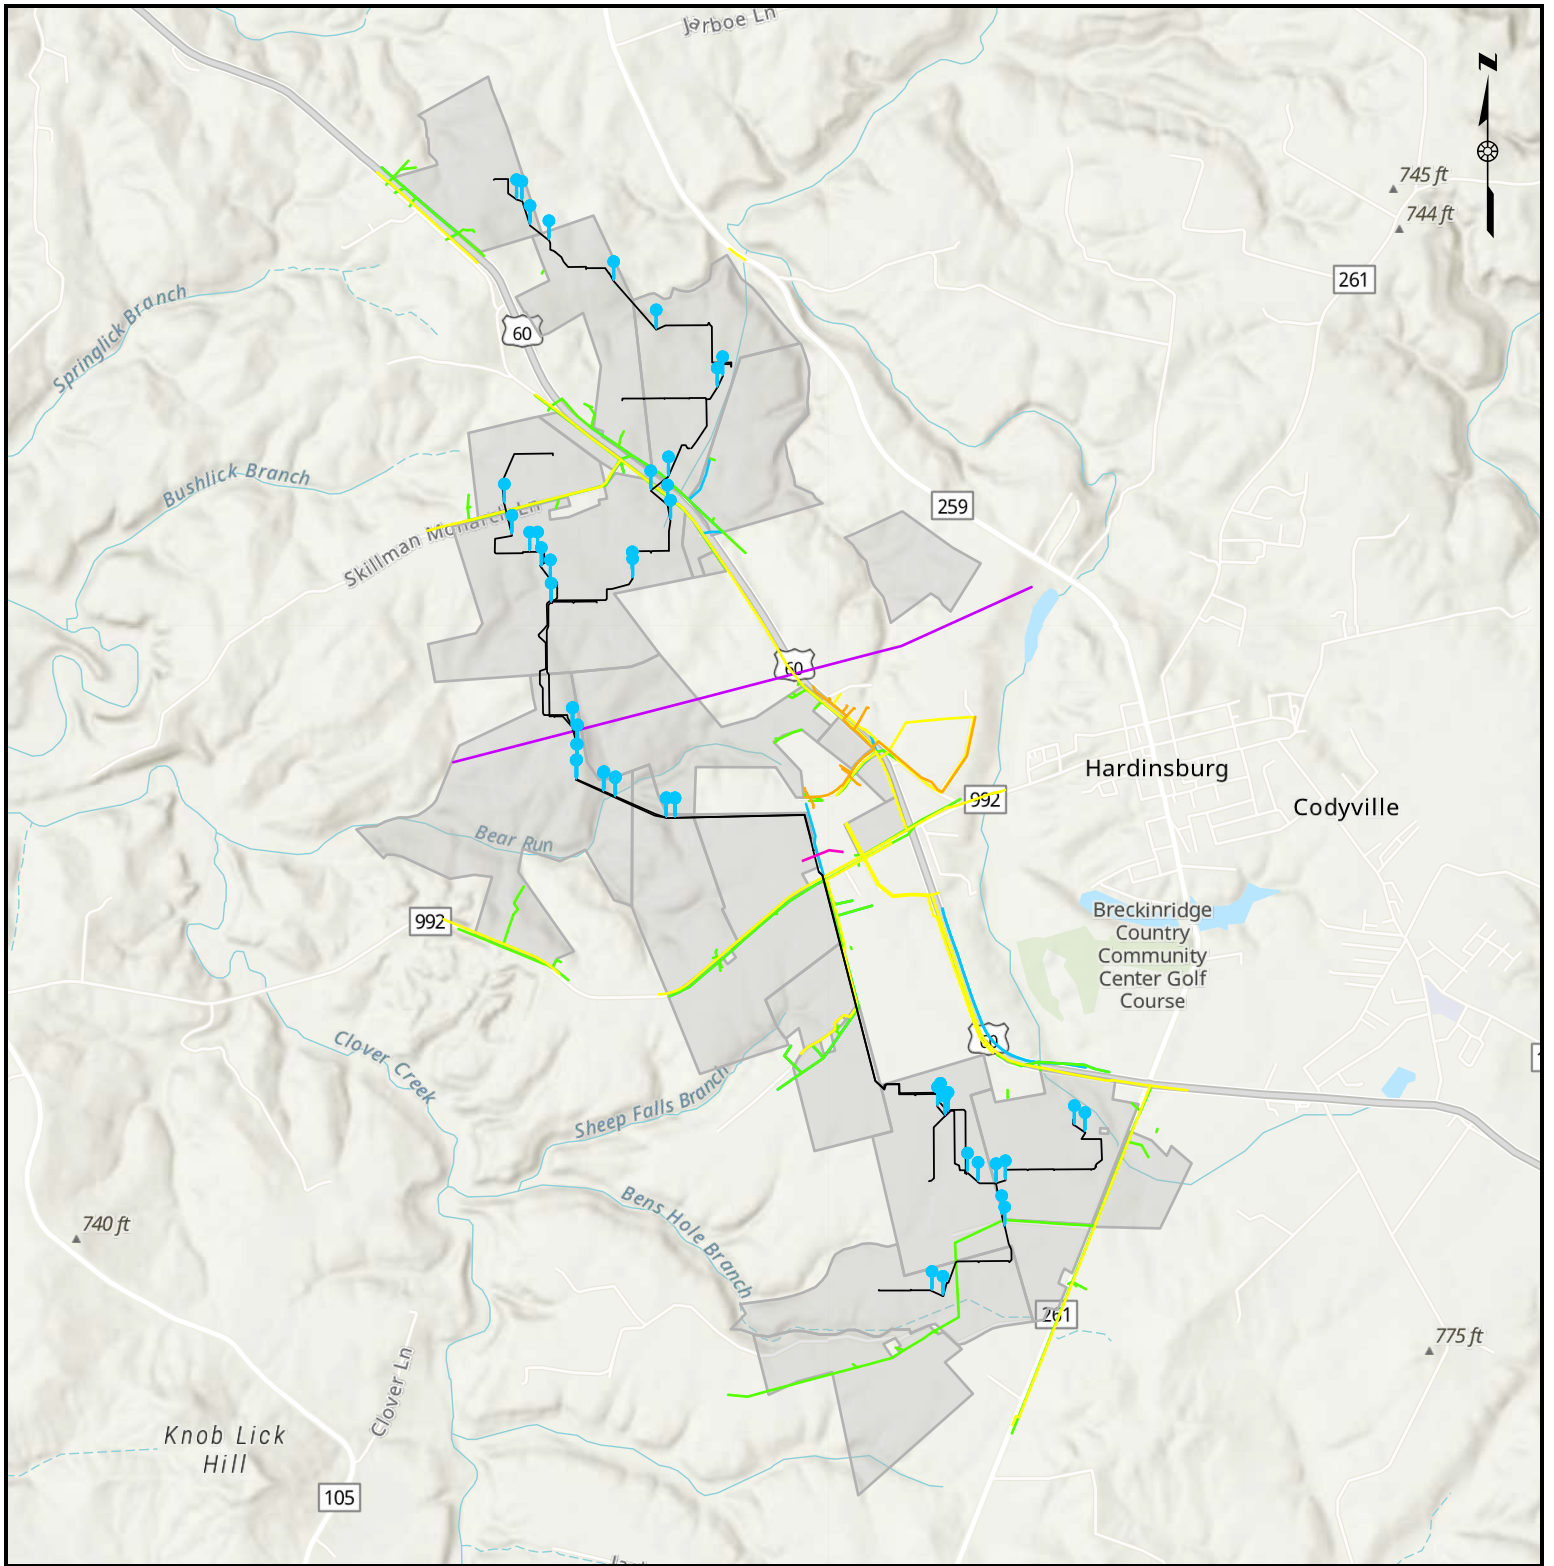 Jarboe Ln
N
745 ft
744 ft
261
Springlick Branch
60
Bushlick Branch
259
Skillman Monarch Ln
60
Hardinsburg
992
Codyville
Bear Run
992
Breckinridge
Country
Community
Center Golf
Course
Clover Creek
60
Sheep Falls Branch
Bens Hole Branch
740 ft
261
775 ft
Clover Ln
Knob Lick
Hill
105